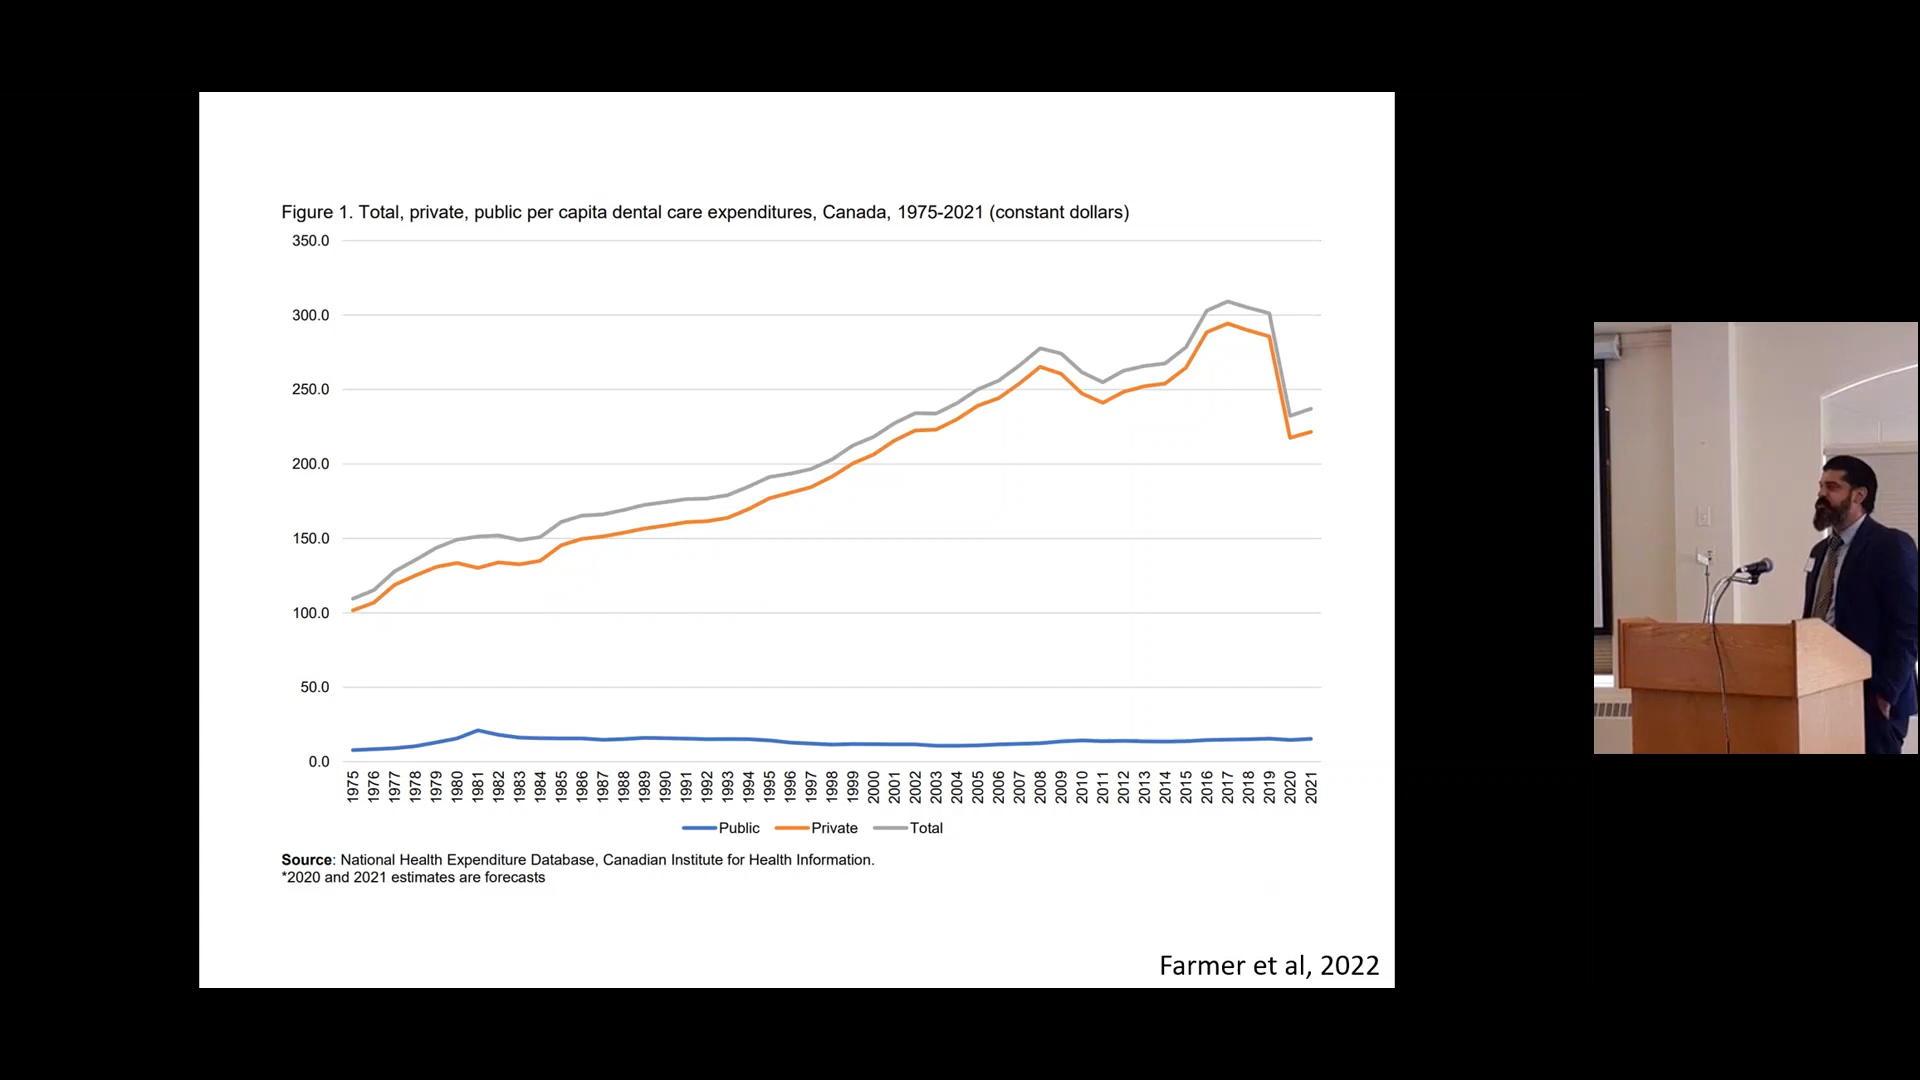 Figure 1. Total, private, public per capita dental care expenditures, Canada, 1975-2021 (constant dollars)
350.0
300.0
250.0
200.0
150.0
100.0
50.0
0.0
1975 1976 1977 1978 1979 1980 1981 1982 1983 1984 1985 1986 1987 1988 1989 1990 1991 1992 1993 1994 1995 1996 1997 1998 1999 2000 2001 2002 2003 2004 2005 2006 2007 2008 2009 2010 2011 2012 2013 2014 2015 2016 2017 2018 2019 2020 2021
Public Private Total
Source: National Health Expenditure Database, Canadian Institute for Health Information.
*2020 and 2021 estimates are forecasts
Farmer et al, 2022